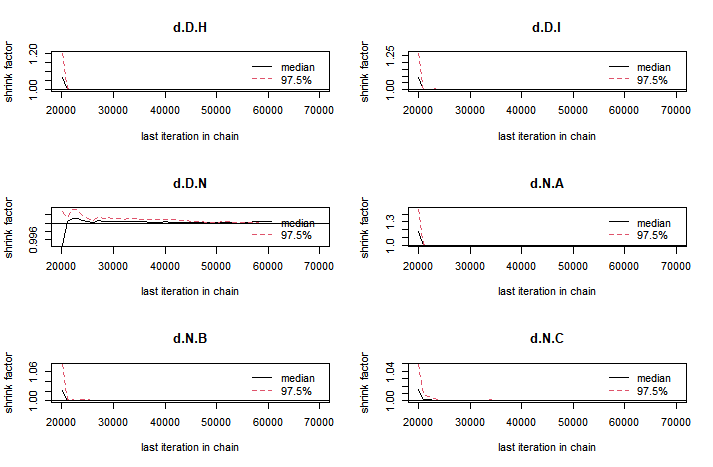 d.D.H
shrink factor
1.20
1.00
median
97.5%
20000 30000 40000 50000 60000 70000
last iteration in chain
d.D.I
shrink factor
1.25
1.00
median
97.5%
20000 30000 40000 50000 60000 70000
last iteration in chain
d.D.N
shrink factor
0.996
median
97.5%
20000 30000 40000 50000 60000 70000
last iteration in chain
d.N.A
shrink factor
1.3
1.0
median
97.5%
20000 30000 40000 50000 60000 70000
last iteration in chain
d.N.B
shrink factor
1.06
1.00
median
97.5%
20000 30000 40000 50000 60000 70000
last iteration in chain
d.N.C
shrink factor
1.04
1.00
median
97.5%
20000 30000 40000 50000 60000 70000
last iteration in chain